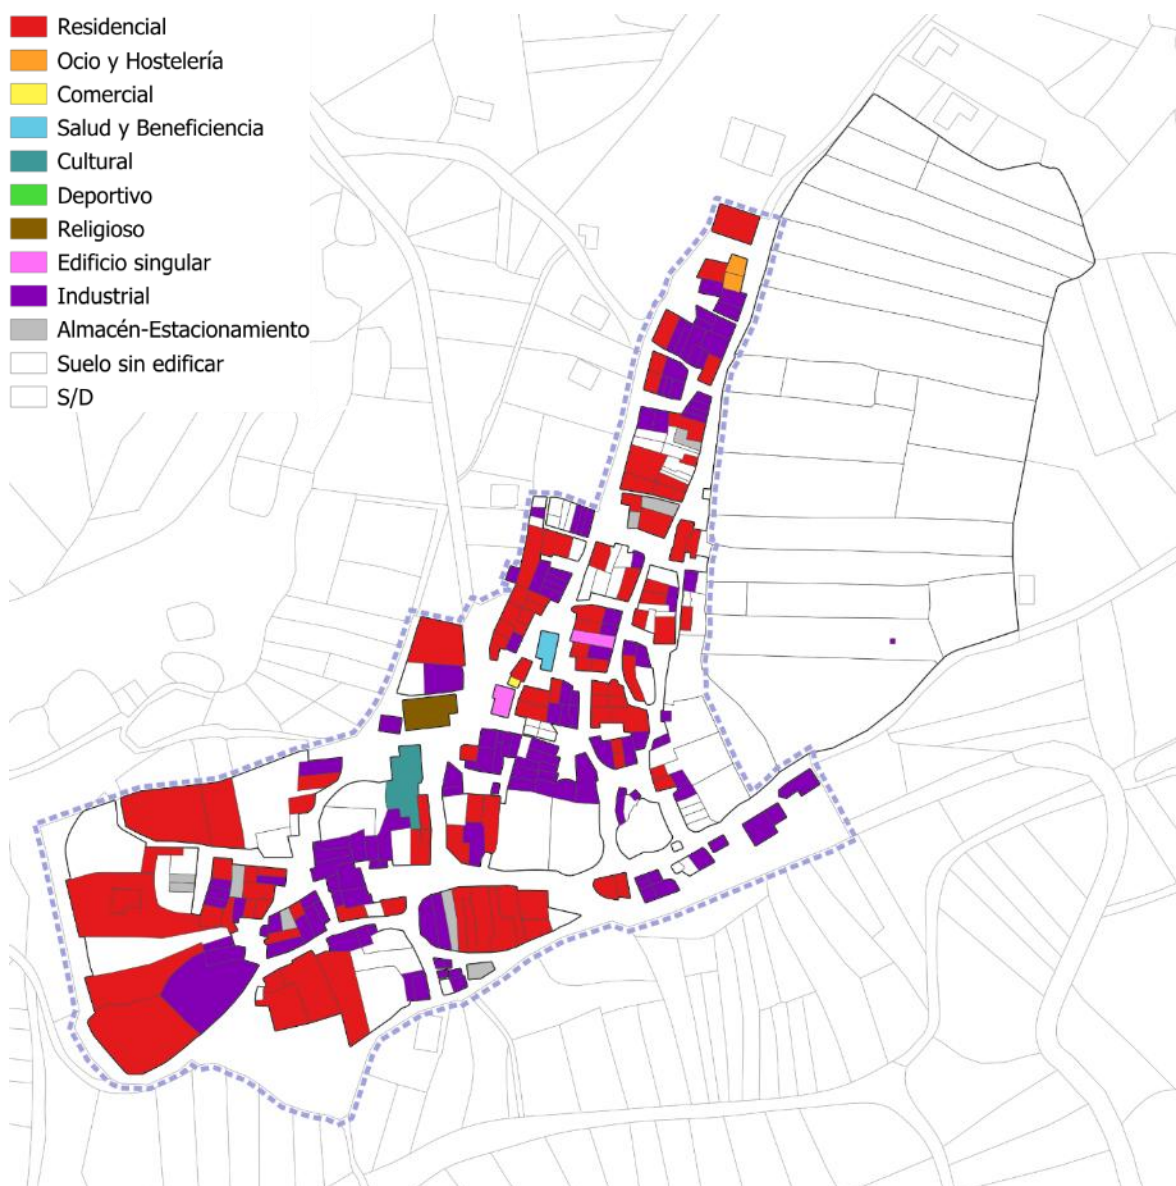 Residencial
Ocio y Hostelería
Comercial
Salud y Beneficiencia
Cultural
Deportivo
Religioso
Edificio singular
Industrial
Almacén-Estacionamiento
Suelo sin edificar
S/D